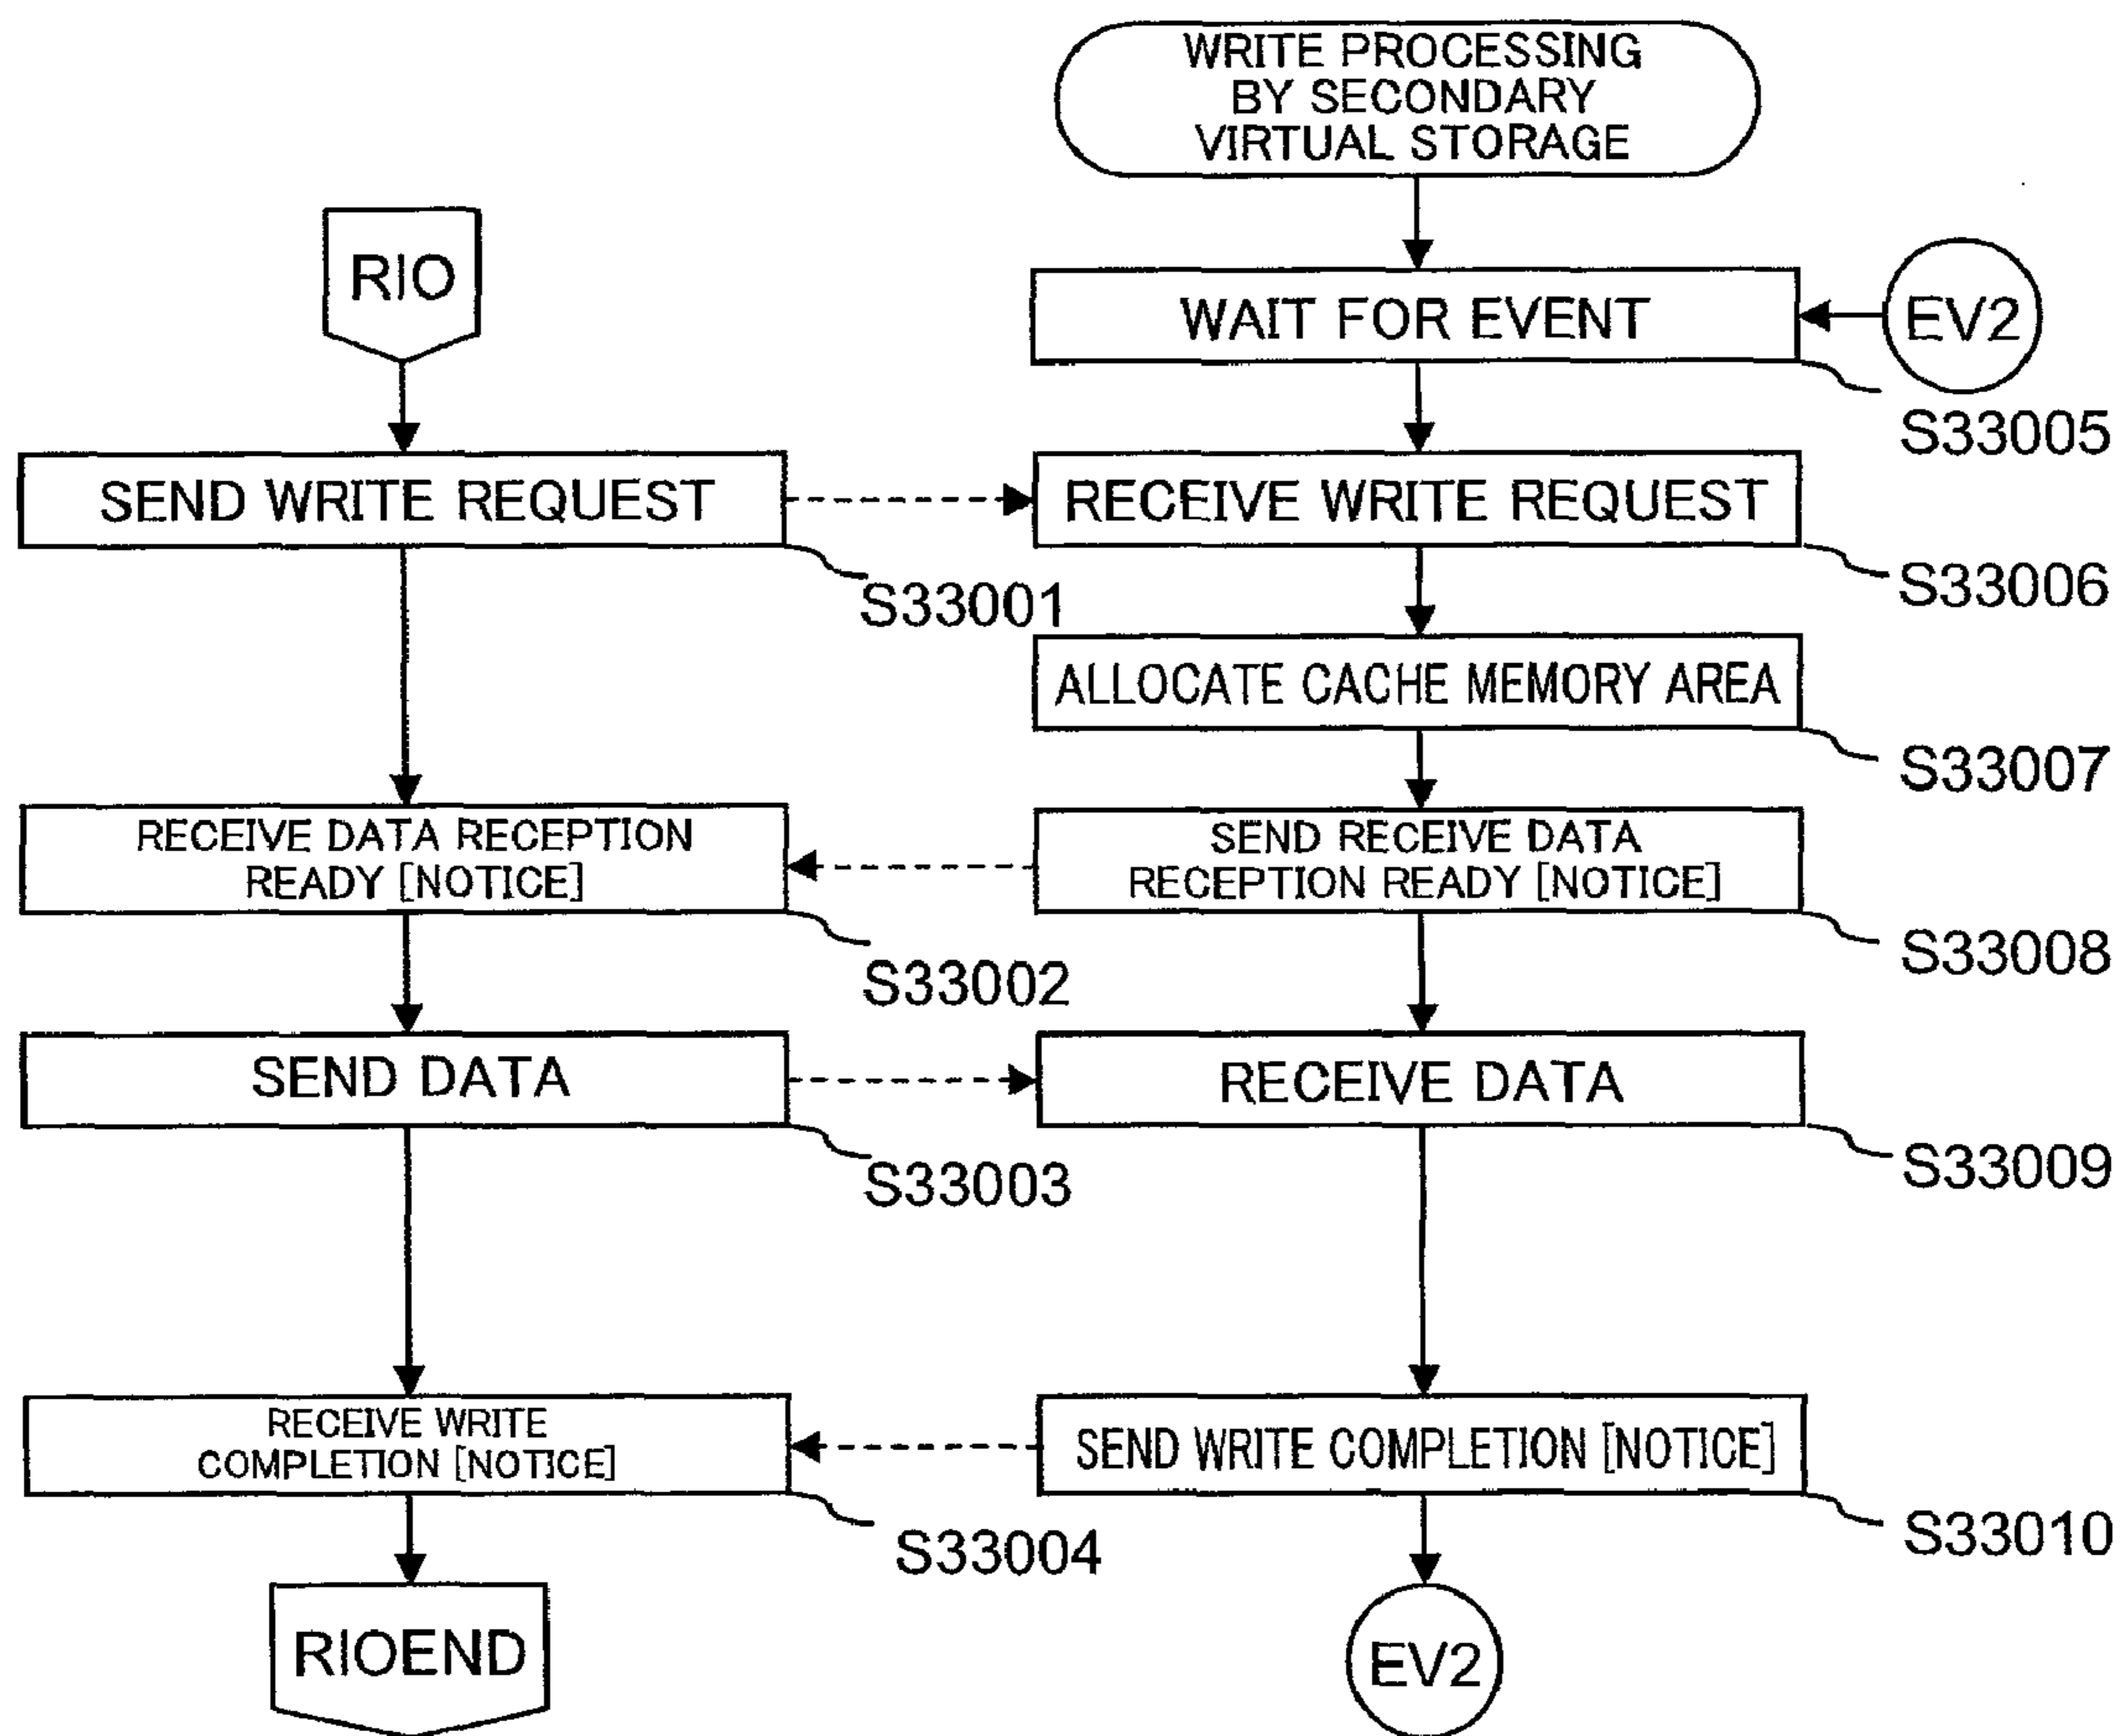 WRITE PROCESSING
BY SECONDARY
VIRTUAL STORAGE
RIO
WAIT FOR EVENT
EV2
S33005
SEND WRITE REQUEST
RECEIVE WRITE REQUEST
S33001
S33006
ALLOCATE CACHE MEMORY AREA
S33007
RECEIVE DATA RECEPTION
READY [NOTICE]
SEND RECEIVE DATA
RECEPTION READY [NOTICE]
S33002
S33008
SEND DATA
RECEIVE DATA
S33003
S33009
RECEIVE WRITE
COMPLETION [NOTICE]
SEND WRITE COMPLETION [NOTICE]
S33004
S33010
RIOEND
EV2